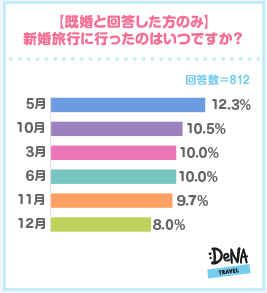 【既婚と回答した方のみ】
新婚旅行に行ったのはいつですか？
回答数=812
5月 12.3%
10月 10.5%
3月 10.0%
6月 10.0%
11月 9.7%
12月 8.0%
:DeNA
TRAVEL